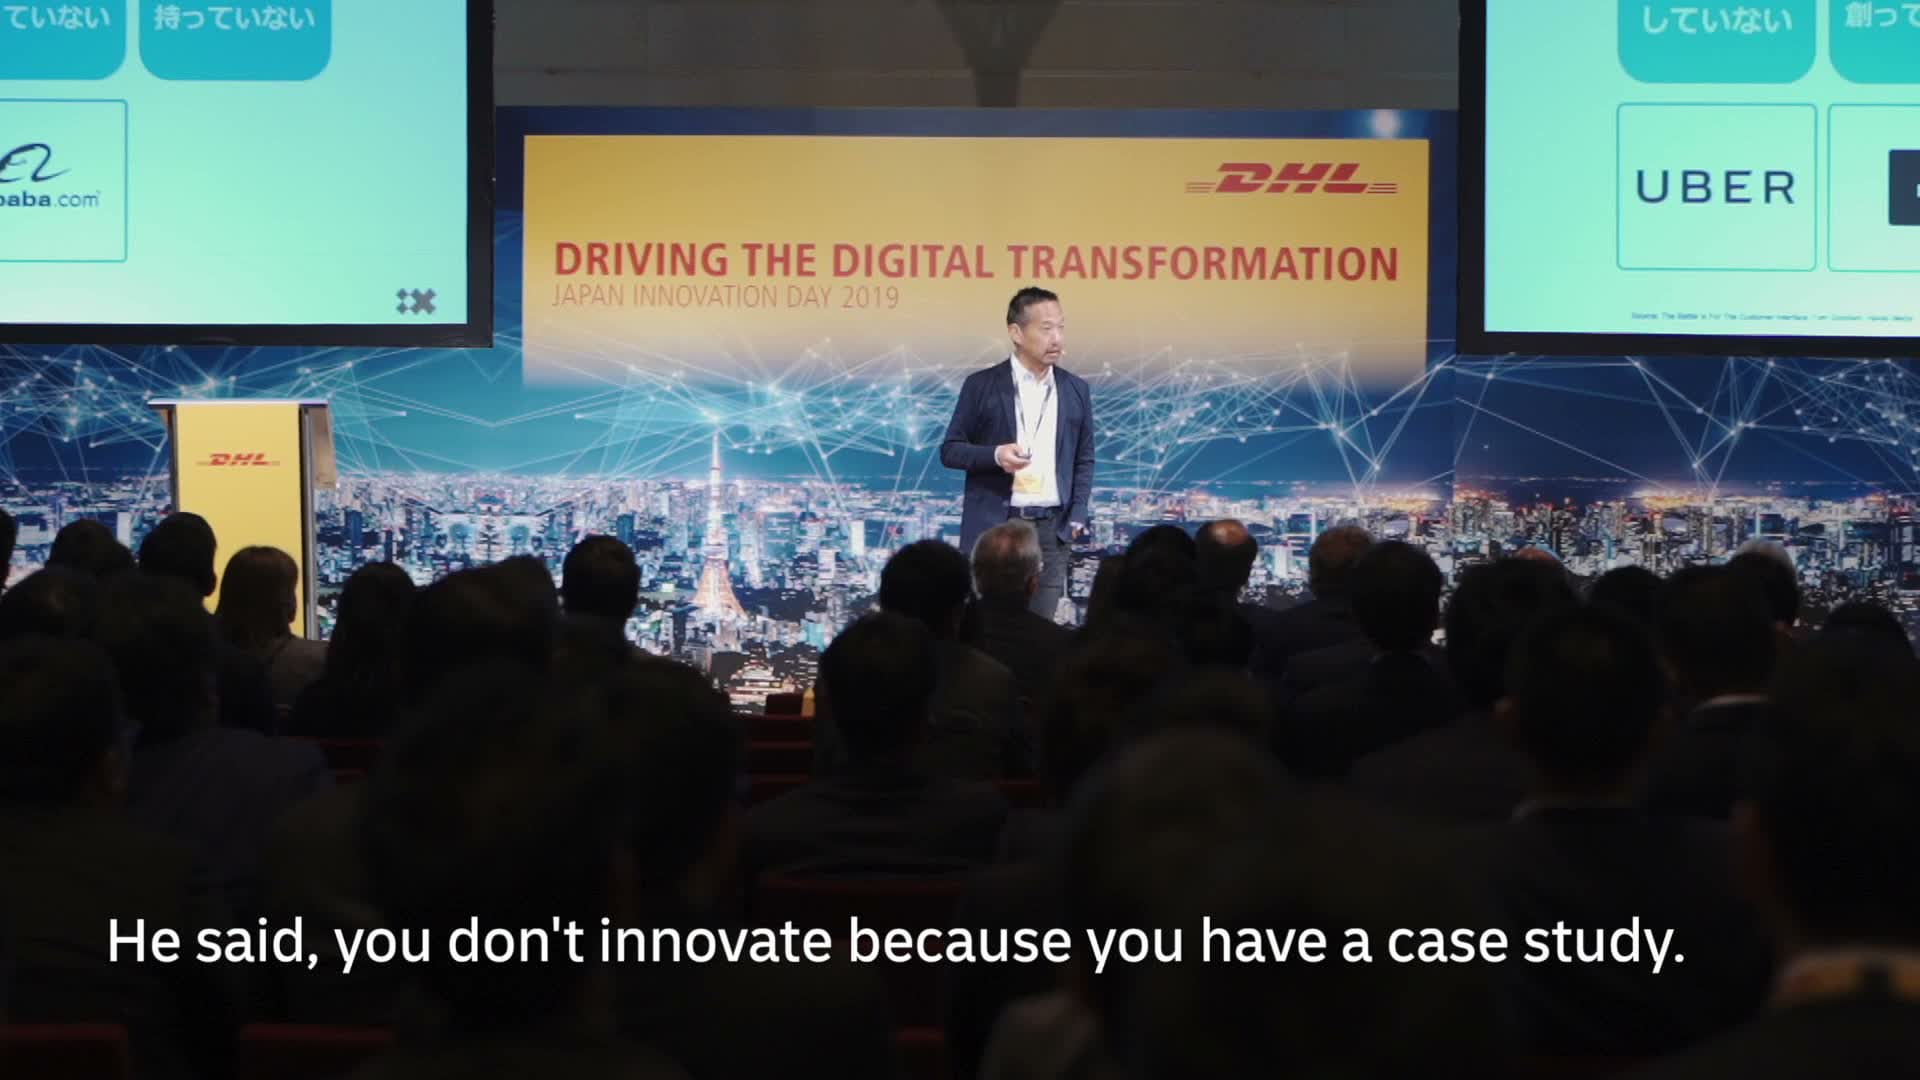 ていない
持っていない
していない
創って
baba.com
UBER
DHL
DRIVING THE DIGITAL TRANSFORMATION
JAPAN INNOVATION DAY 2019
DHL
He said, you don't innovate because you have a case study.